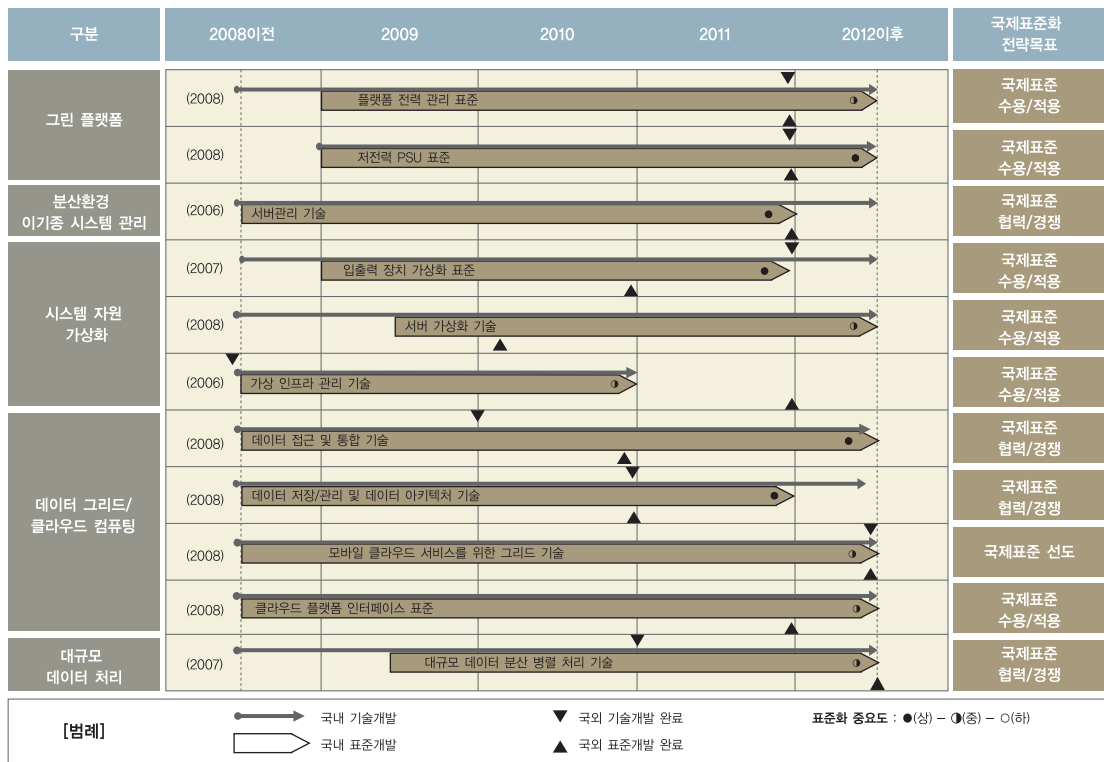 구분
2008이전
2009
2010
2011
2012이후
국제표준화
전략목표
그린 플랫폼
(2008)
플랫폼 전력 관리 표준
국제표준
수용/적용
(2008)
저전력 PSU 표준
국제표준
수용/적용
분산환경
이기종 시스템 관리
(2006)
서버관리 기술
국제표준
협력/경쟁
시스템 자원
가상화
(2007)
입출력 장치 가상화 표준
국제표준
수용/적용
(2008)
서버 가상화 기술
국제표준
수용/적용
(2006)
가상 인프라 관리 기술
국제표준
수용/적용
데이터 그리드/
클라우드 컴퓨팅
(2008)
데이터 접근 및 통합 기술
국제표준
협력/경쟁
(2008)
데이터 저장/관리 및 데이터 아키텍처 기술
국제표준
협력/경쟁
(2008)
모바일 클라우드 서비스를 위한 그리드 기술
국제표준 선도
(2008)
클라우드 플랫폼 인터페이스 표준
국제표준
수용/적용
대규모
데이터 처리
(2007)
대규모 데이터 분산 병렬 처리 기술
국제표준
협력/경쟁
[범례]
국내 기술개발
▼ 국외 기술개발 완료
표준화 중요도 : ●(상) – ◑(중) – ○(하)
국내 표준개발
▲ 국외 표준개발 완료